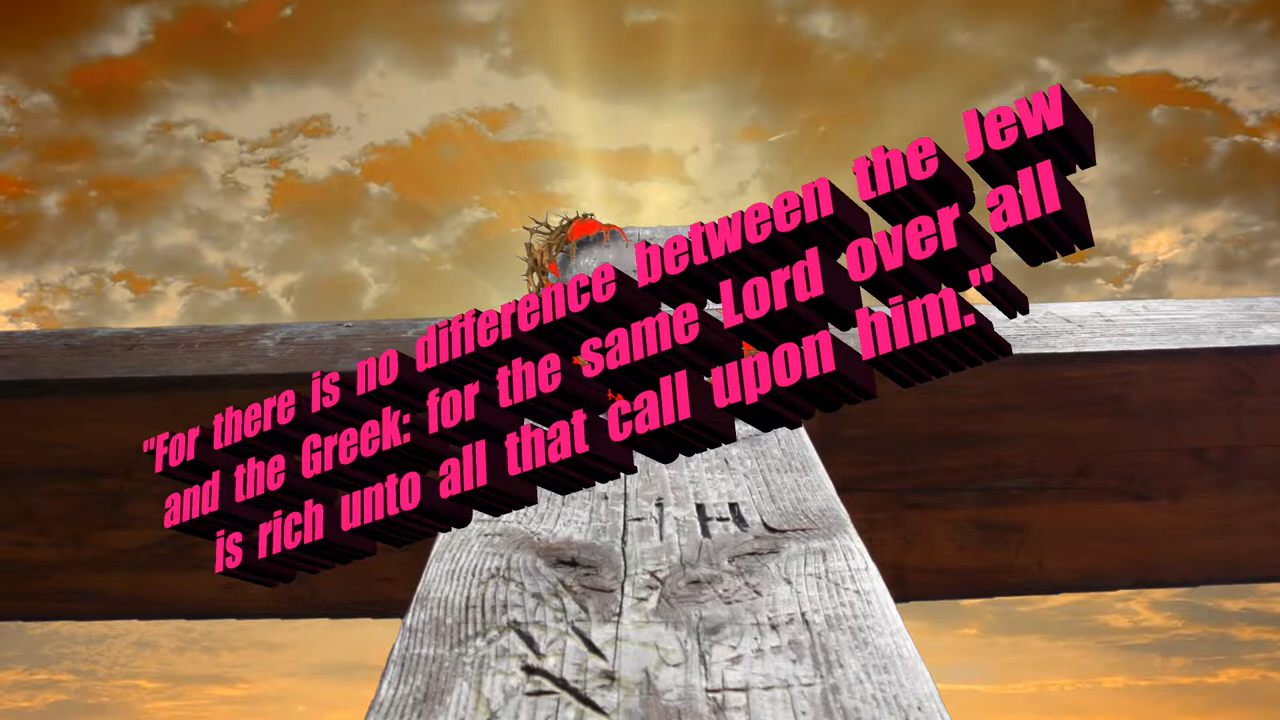 "For there is no difference between the Jew
and the Greek: for the same Lord over all
is rich unto all that call upon him."